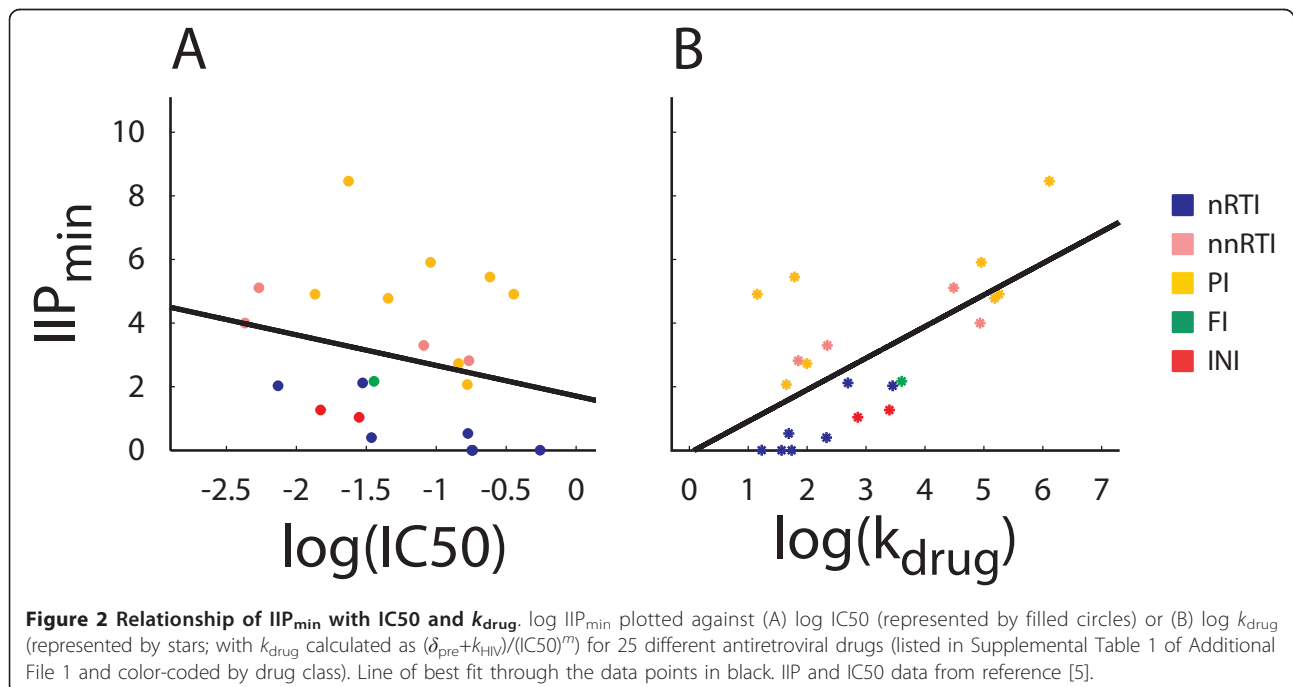 A
B
10
8
6
4
2
0
IIPmin
-2.5 -2 -1.5 -1 -0.5 0
log(IC50)
0 1 2 3 4 5 6 7
log(kdrug)
nRTI
nnRTI
PI
FI
INI
Figure 2 Relationship of IIPmin with IC50 and kdrug. log IIPmin plotted against (A) log IC50 (represented by filled circles) or (B) log kdrug
(represented by stars; with kdrug calculated as (δpre+kHIV)/(IC50)^m) for 25 different antiretroviral drugs (listed in Supplemental Table 1 of Additional
File 1 and color-coded by drug class). Line of best fit through the data points in black. IIP and IC50 data from reference [5].